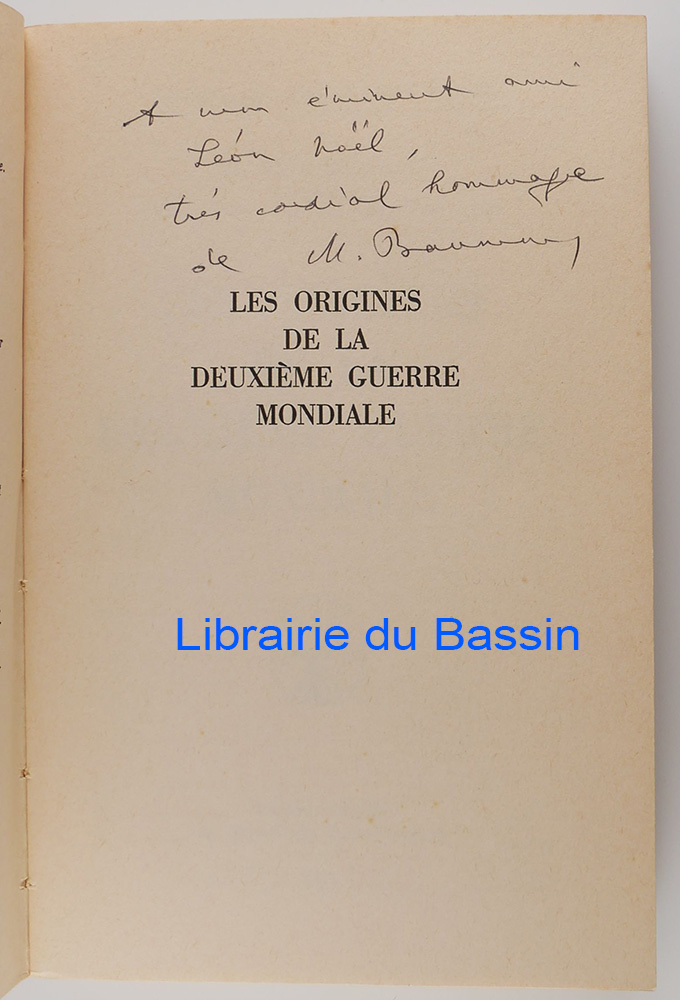 A mon éminent ami
Léon Noël,
très cordial hommage
de M. Baumont
LES ORIGINES
DE LA
DEUXIÈME GUERRE
MONDIALE
Librairie du Bassin